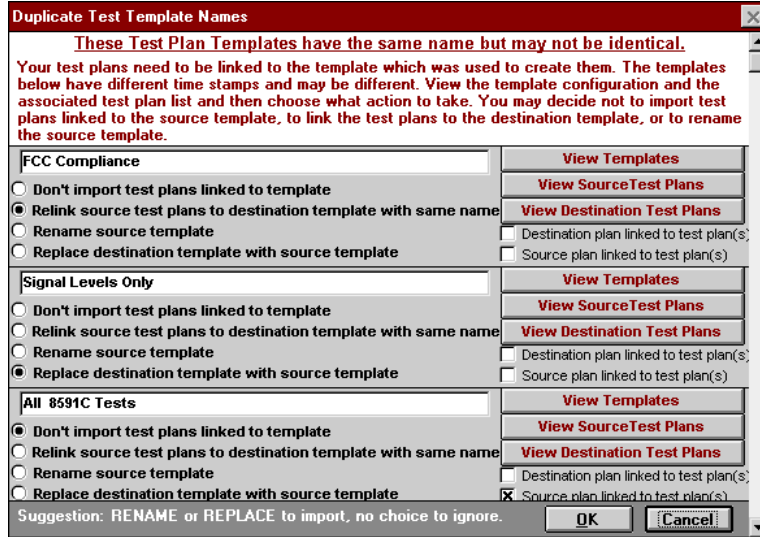 Duplicate Test Template Names
These Test Plan Templates have the same name but may not be identical.
Your test plans need to be linked to the template which was used
to create them. The templates
below have different time stamps and may be different. View the
template configuration and the
associated test plan list and then choose what action to take. You may decide not to import test
plans linked to the source template, to link the test plans to the destination template, or to rename
the source template.
FCC Compliance
View Templates
Don't import test plans linked to template
View SourceTest Plans
Relink source test plans to destination template with same name
View Destination Test Plans
Rename source template
Destination plan linked to test plan(s)
Replace destination template with source template
Source plan linked to test plan(s)
Signal Levels Only
View Templates
Don't import test plans linked to template
View SourceTest Plans
Relink source test plans to destination template with same name
View Destination Test Plans
Rename source template
Destination plan linked to test plan(s)
Replace destination template with source template
Source plan linked to test plan(s)
All 8591C Tests
View Templates
Don't import test plans linked to template
View SourceTest Plans
Relink source test plans to destination template with same name
View Destination Test Plans
Rename source template
Destination plan linked to test plan(s)
Replace destination template with source template
Source plan linked to test plan(s)
Suggestion: RENAME or REPLACE to import, no choice to ignore.
OK
Cancel